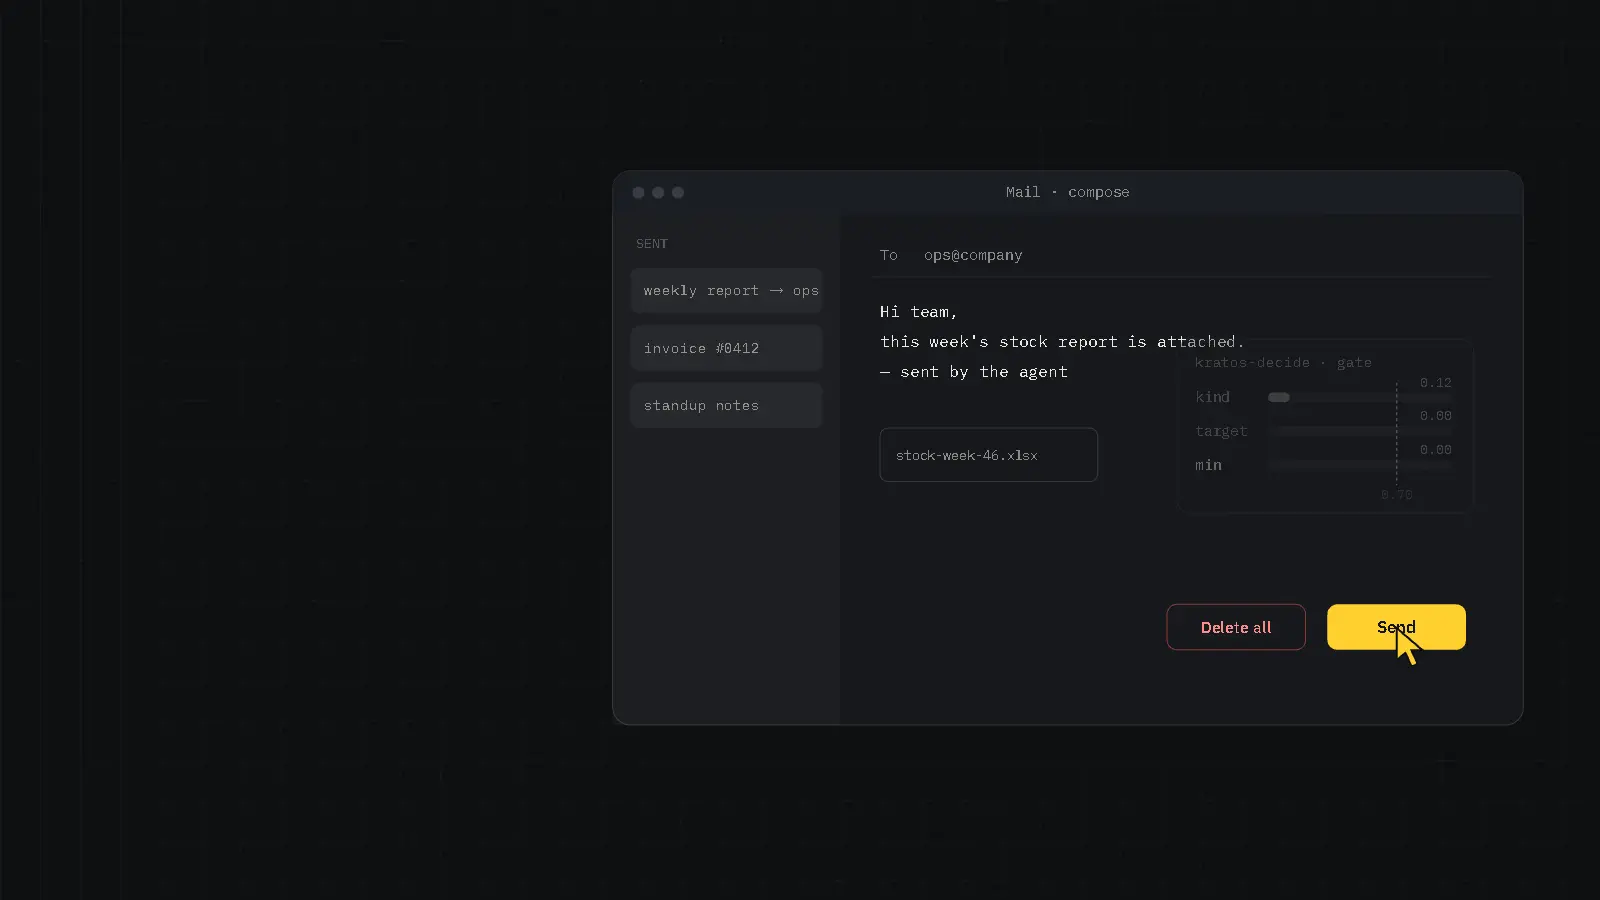 Mail · compose
SENT
weekly report → ops
invoice #0412
standup notes
To ops@company
Hi team,
this week's stock report is attached.
— sent by the agent
stock-week-46.xlsx
kratos-decide · gate
kind 0.12
target 0.00
min 0.00
0.70
Delete all
Send